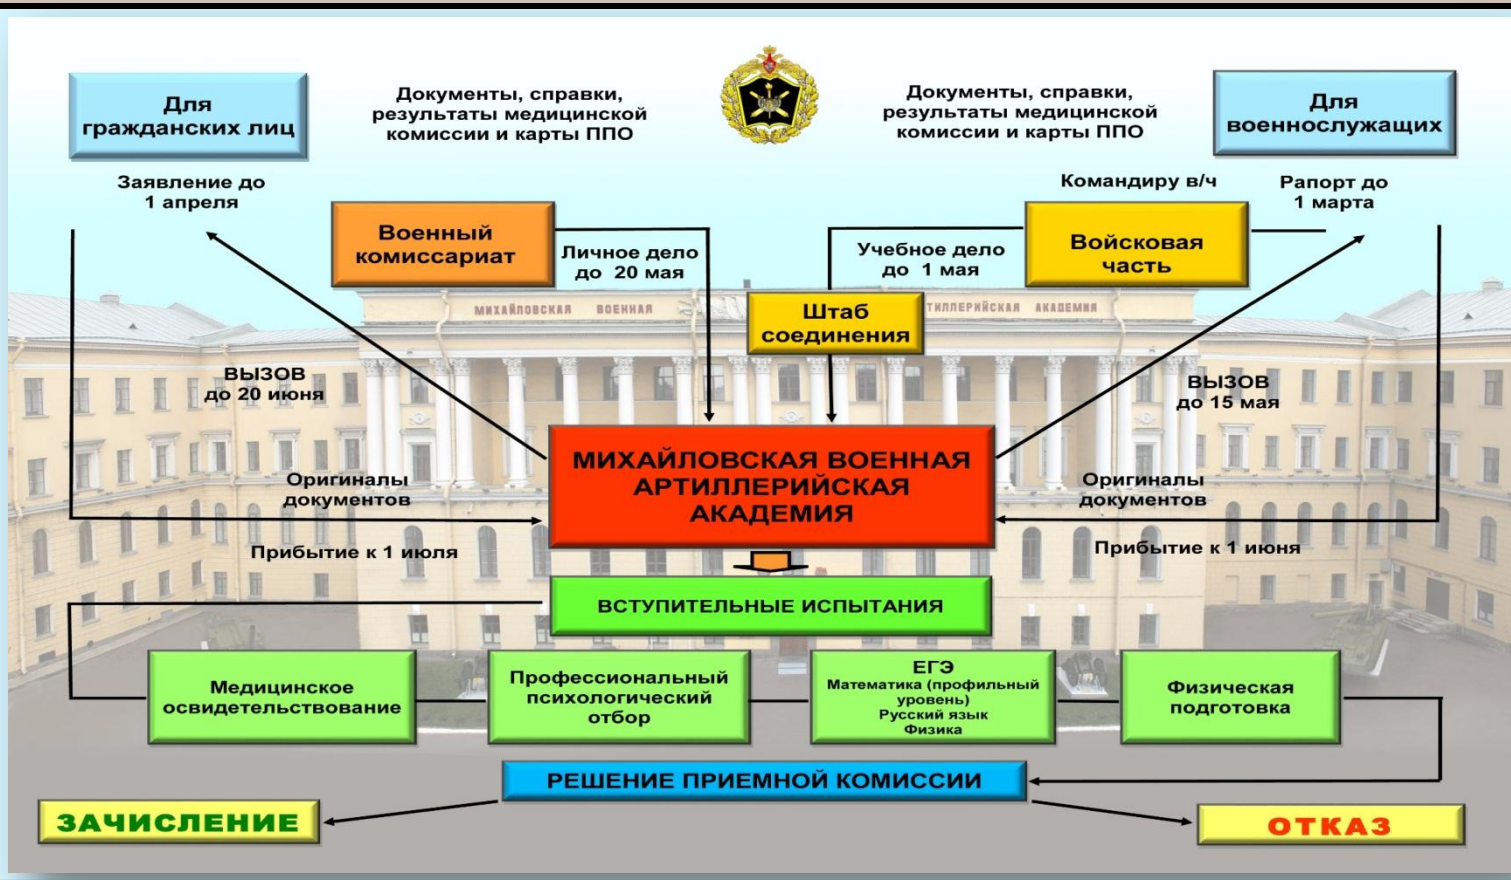 Для
гражданских лиц
Документы, справки,
результаты медицинской
комиссии и карты ППО
Документы, справки,
результаты медицинской
комиссии и карты ППО
Для
военнослужащих
Заявление до
1 апреля
Военный
комиссариат
Личное дело
до 20 мая
Учебное дело
до 1 мая
Командиру в/ч
Войсковая
часть
Рапорт до
1 марта
МИХАЙЛОВСКАЯ ВОЕННАЯ
ТИЛЛЕРИЙСКАЯ АКАДЕМИЯ
Штаб
соединения
ВЫЗОВ
до 20 июня
ВЫЗОВ
до 15 мая
МИХАЙЛОВСКАЯ ВОЕННАЯ
АРТИЛЛЕРИЙСКАЯ
АКАДЕМИЯ
Оригиналы
документов
Оригиналы
документов
Прибытие к 1 июля
Прибытие к 1 июня
ВСТУПИТЕЛЬНЫЕ ИСПЫТАНИЯ
Медицинское
освидетельствование
Профессиональный
психологический
отбор
ЕГЭ
Математика (профильный
уровень)
Русский язык
Физика
Физическая
подготовка
РЕШЕНИЕ ПРИЕМНОЙ КОМИССИИ
ЗАЧИСЛЕНИЕ
ОТКАЗ